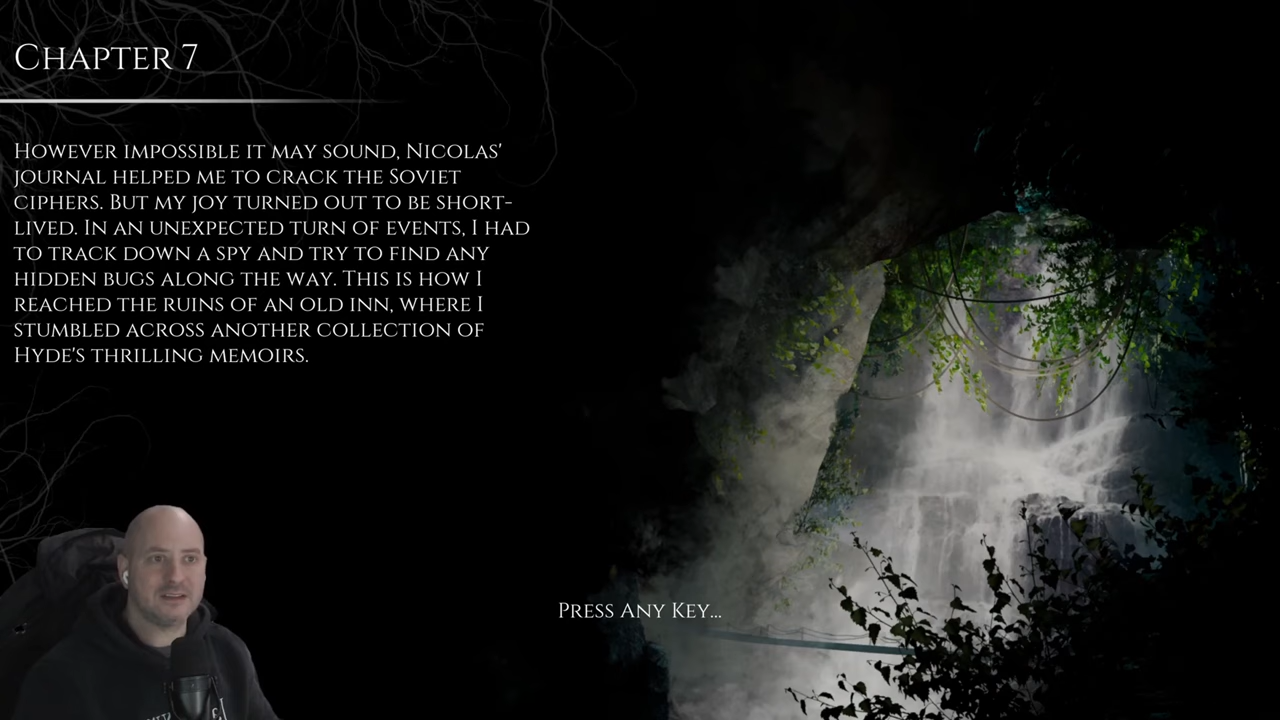 Chapter 7
However impossible it may sound, Nicolas'
journal helped me to crack the Soviet
ciphers. But my joy turned out to be short-
lived. In an unexpected turn of events, I had
to track down a spy and try to find any
hidden bugs along the way. This is how I
reached the ruins of an old inn, where I
stumbled across another collection of
Hyde's thrilling memoirs.
Press Any Key...